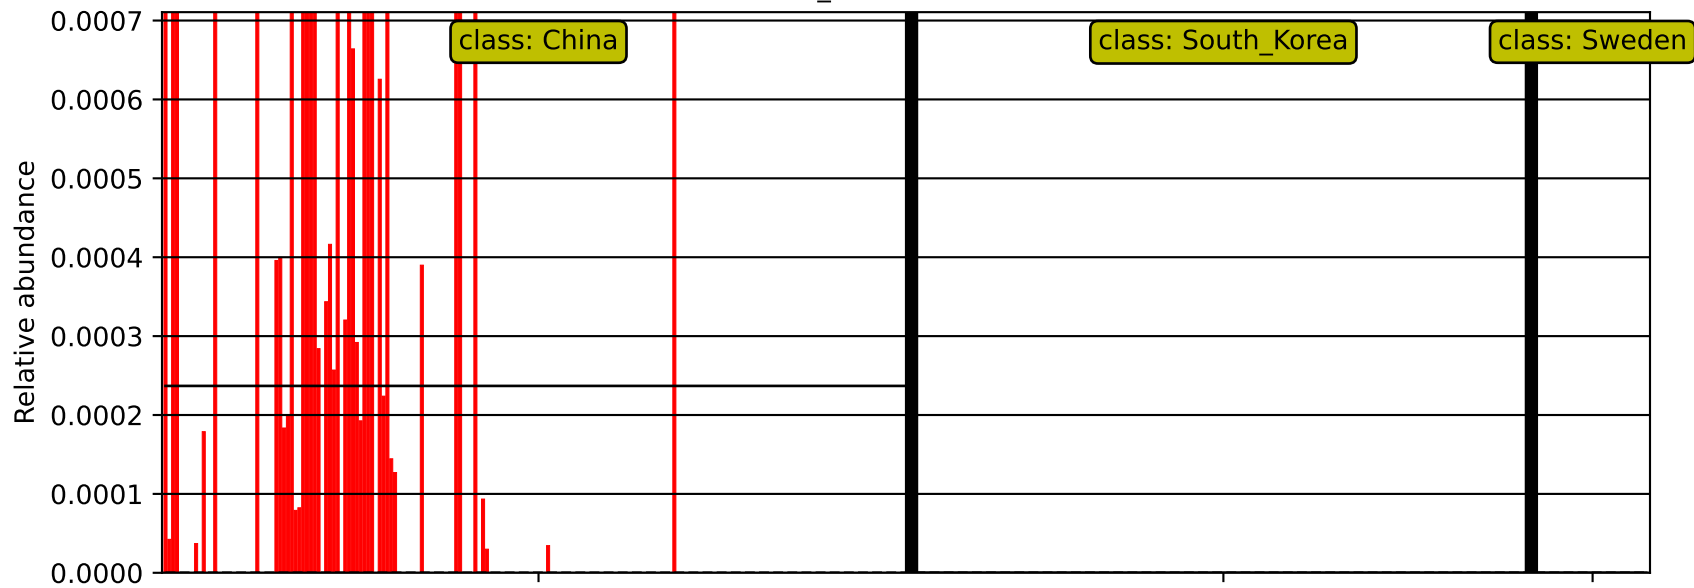 0.0007
class: China
class: South_Korea
class: Sweden
0.0006
0.0005
0.0004
0.0003
0.0002
0.0001
0.0000
Relative abundance